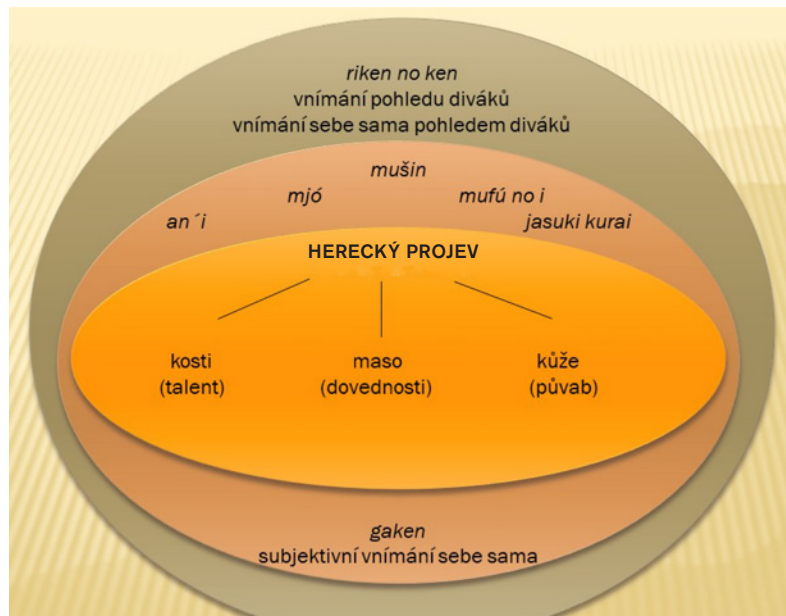 riken no ken
vnímání pohledu diváků
vnímání sebe sama pohledem diváků
mušin
mjó mufú no i
an´i jasuki kurai
HERECKÝ PROJEV
kosti maso kůže
(talent) (dovednosti) (půvab)
gaken
subjektivní vnímání sebe sama